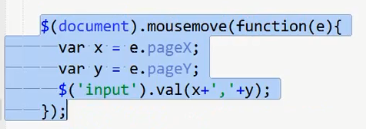 $(document).mousemove(function(e){
var x = e.pageX;
var y = e.pageY;
$('input').val(x+','+y);
});